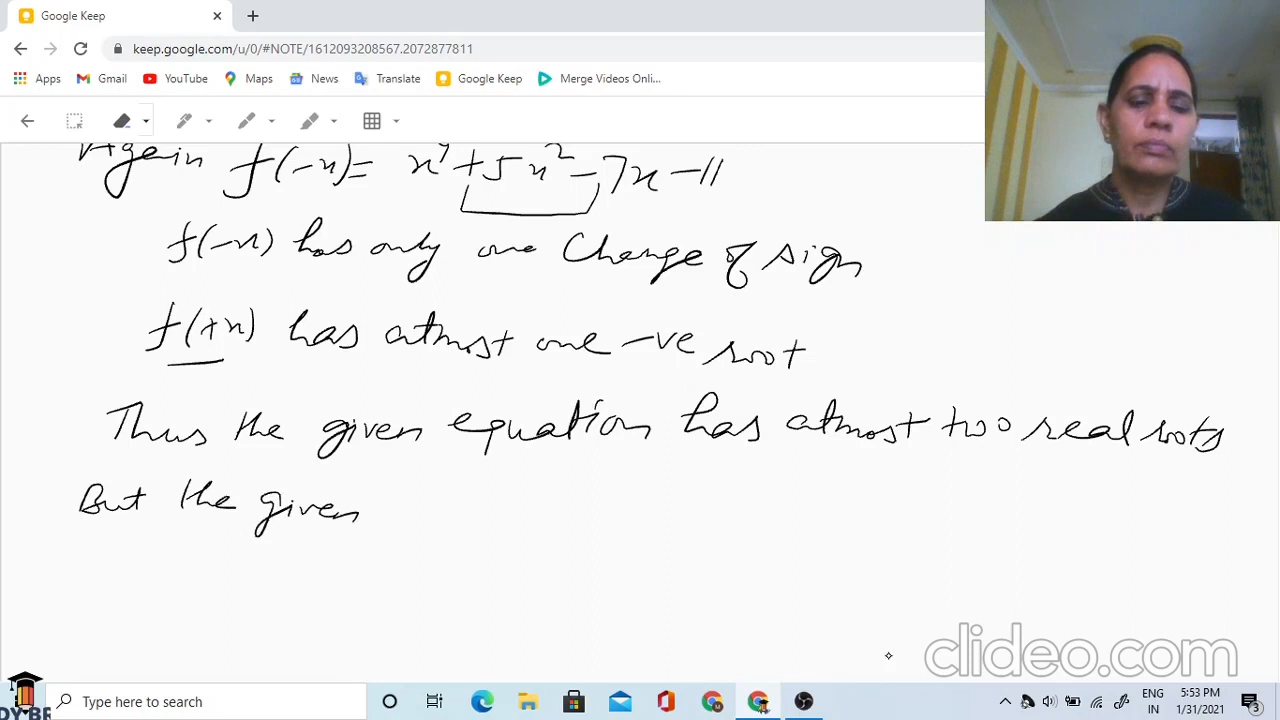 Google Keep
keep.google.com/u/0/#NOTE/1612093208567.2072877811
Apps Gmail YouTube Maps News Translate Google Keep Merge Videos Onli...
Again f(-x)= x⁴+5x²-7x-11
f(-x) has only one Change of sign
f(+x) has atmost one -ve root
Thus the given equation has atmost two real roots
But the given
clideo.com
DY BR
Type here to search
ENG
IN
5:53 PM
1/31/2021
3